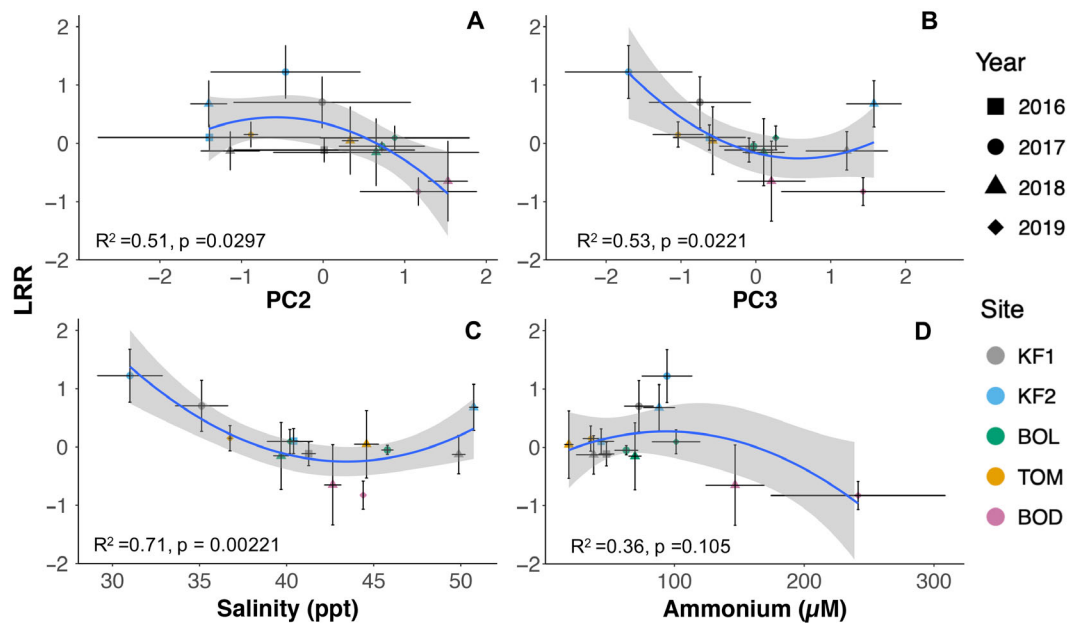 A
2
1
0
−1
−2
R² =0.51, p =0.0297
−2 −1 0 1 2
PC2
B
2
1
0
−1
−2
R² =0.53, p =0.0221
−2 −1 0 1 2
PC3
LRR
C
2
1
0
−1
−2
R² =0.71, p = 0.00221
30 35 40 45 50
Salinity (ppt)
D
2
1
0
−1
−2
R² =0.36, p =0.105
100 200 300
Ammonium (µM)
Year
2016
2017
2018
2019
Site
KF1
KF2
BOL
TOM
BOD